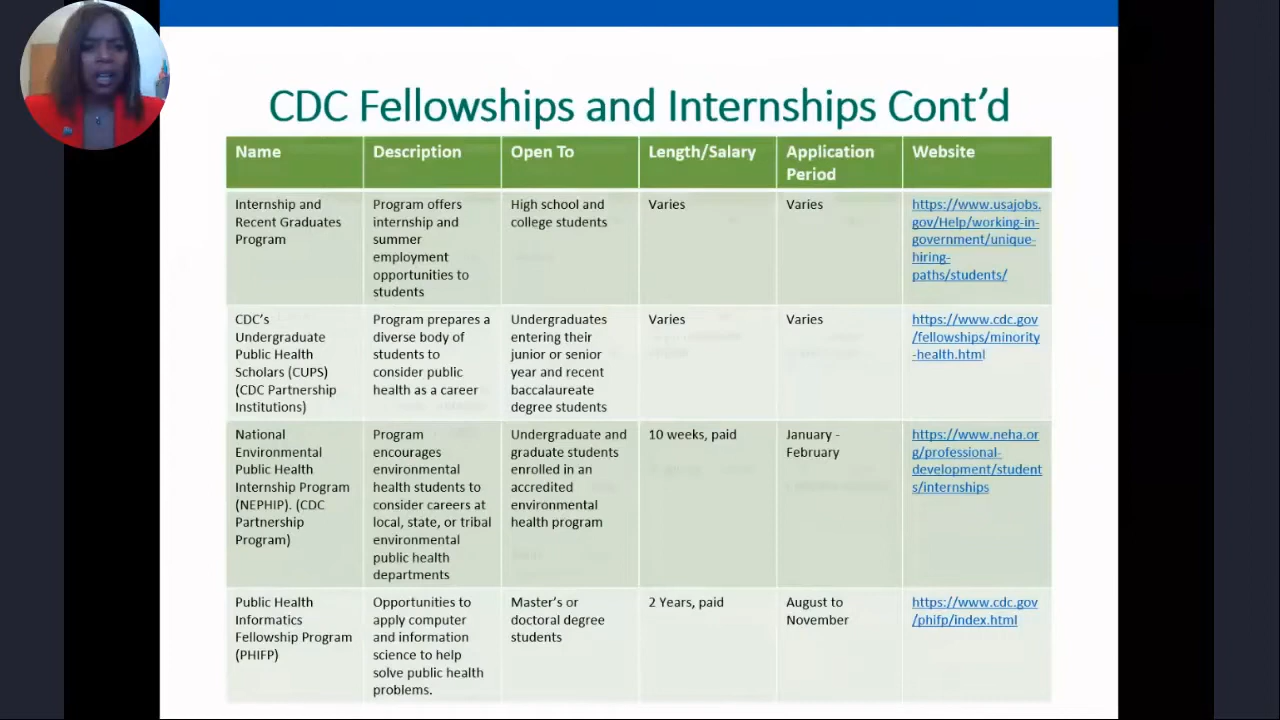 CDC Fellowships and Internships Cont’d
Name
Description
Open To
Length/Salary
Application
Period
Website
Internship and
Recent Graduates
Program
Program offers
internship and
summer
employment
opportunities to
students
High school and
college students
Varies
Varies
https://www.usajobs.
gov/Help/working-in-
government/unique-
hiring-
paths/students/
CDC’s
Undergraduate
Public Health
Scholars (CUPS)
(CDC Partnership
Institutions)
Program prepares a
diverse body of
students to
consider public
health as a career
Undergraduates
entering their
junior or senior
year and recent
baccalaureate
degree students
Varies
Varies
https://www.cdc.gov
/fellowships/minority
-health.html
National
Environmental
Public Health
Internship Program
(NEPHIP). (CDC
Partnership
Program)
Program
encourages
environmental
health students to
consider careers at
local, state, or tribal
environmental
public health
departments
Undergraduate and
graduate students
enrolled in an
accredited
environmental
health program
10 weeks, paid
January -
February
https://www.neha.or
g/professional-
development/student
s/internships
Public Health
Informatics
Fellowship Program
(PHIFP)
Opportunities to
apply computer
and information
science to help
solve public health
problems.
Master’s or
doctoral degree
students
2 Years, paid
August to
November
https://www.cdc.gov
/phifp/index.html